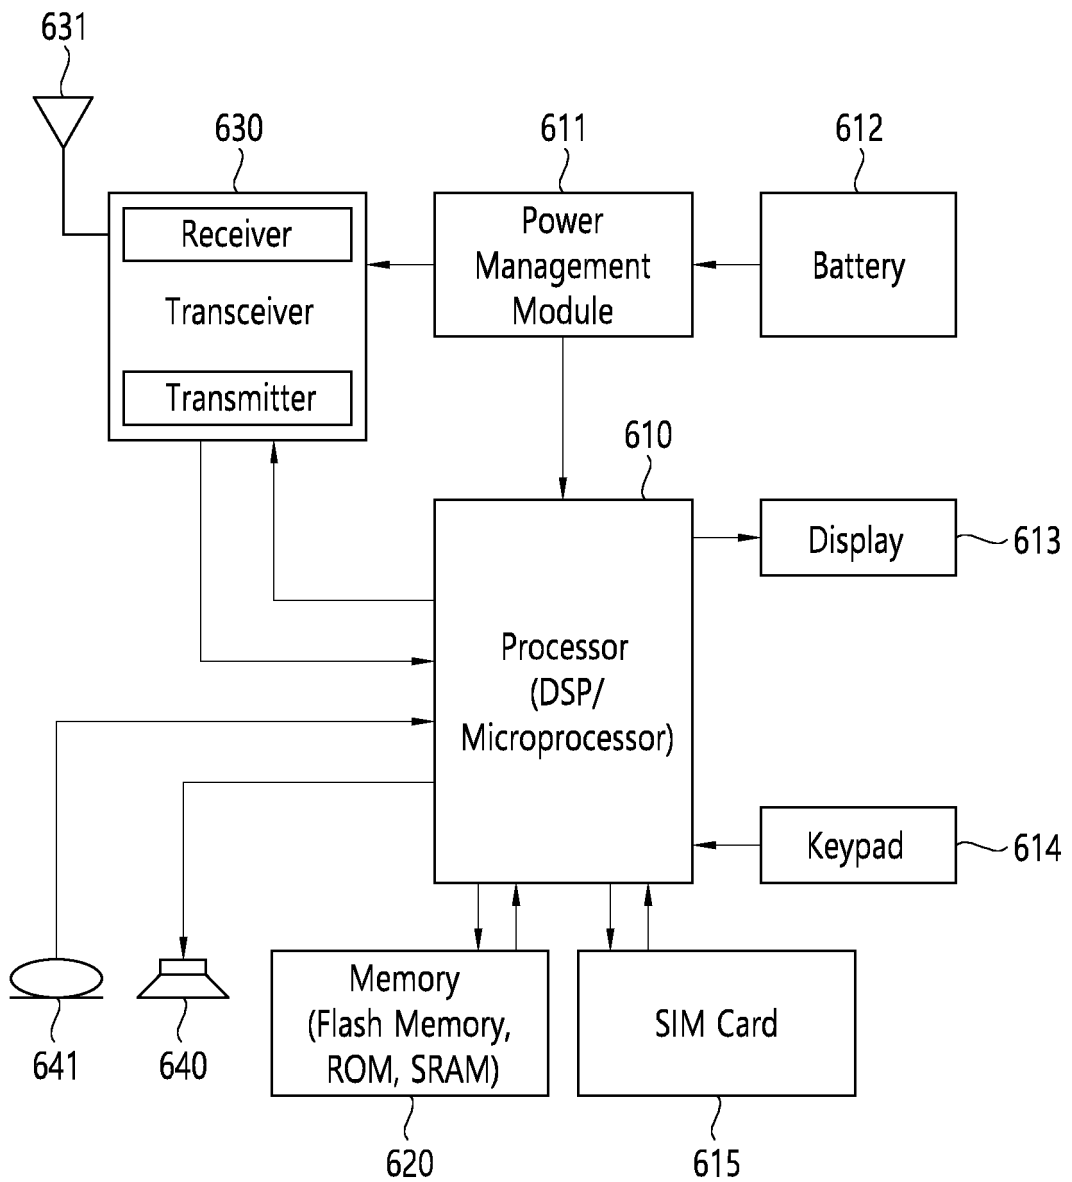 631
630
611
612
Receiver
Transceiver
Transmitter
Power
Management
Module
Battery
610
Display
613
Processor
(DSP/
Microprocessor)
Keypad
614
641
640
Memory
(Flash Memory,
ROM, SRAM)
SIM Card
620
615